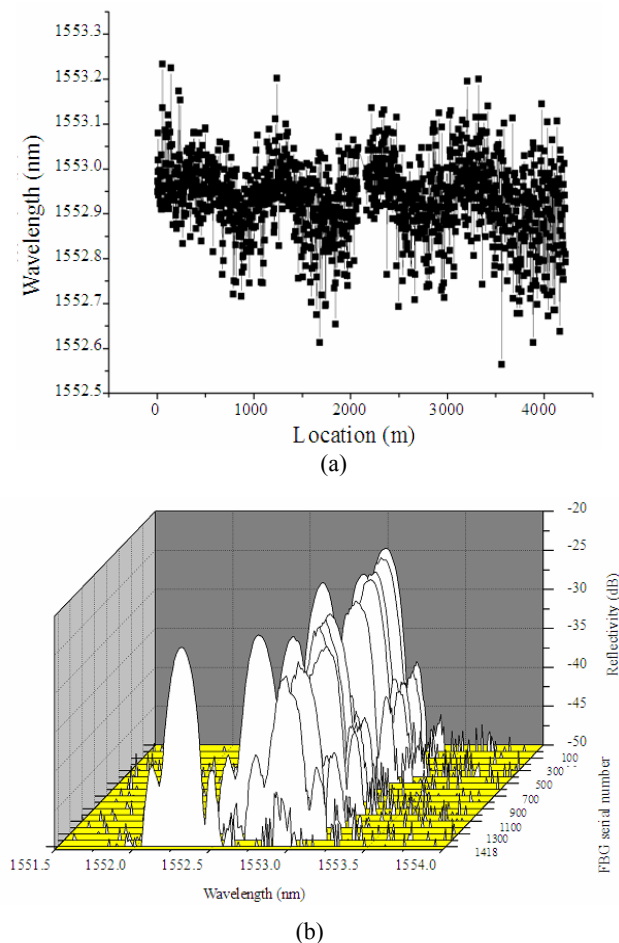 1553.3
1553.2
1553.1
1553.0
1552.9
1552.8
1552.7
1552.6
1552.5
Wavelength (nm)
0 1000 2000 3000 4000
Location (m)
(a)
-20
-25
-30
-35
-40
-45
-50
Reflectivity (dB)
100
300
500
700
900
1100
1300
1418
FBG serial number
1551.5 1552.0 1552.5 1553.0 1553.5 1554.0
Wavelength (nm)
(b)